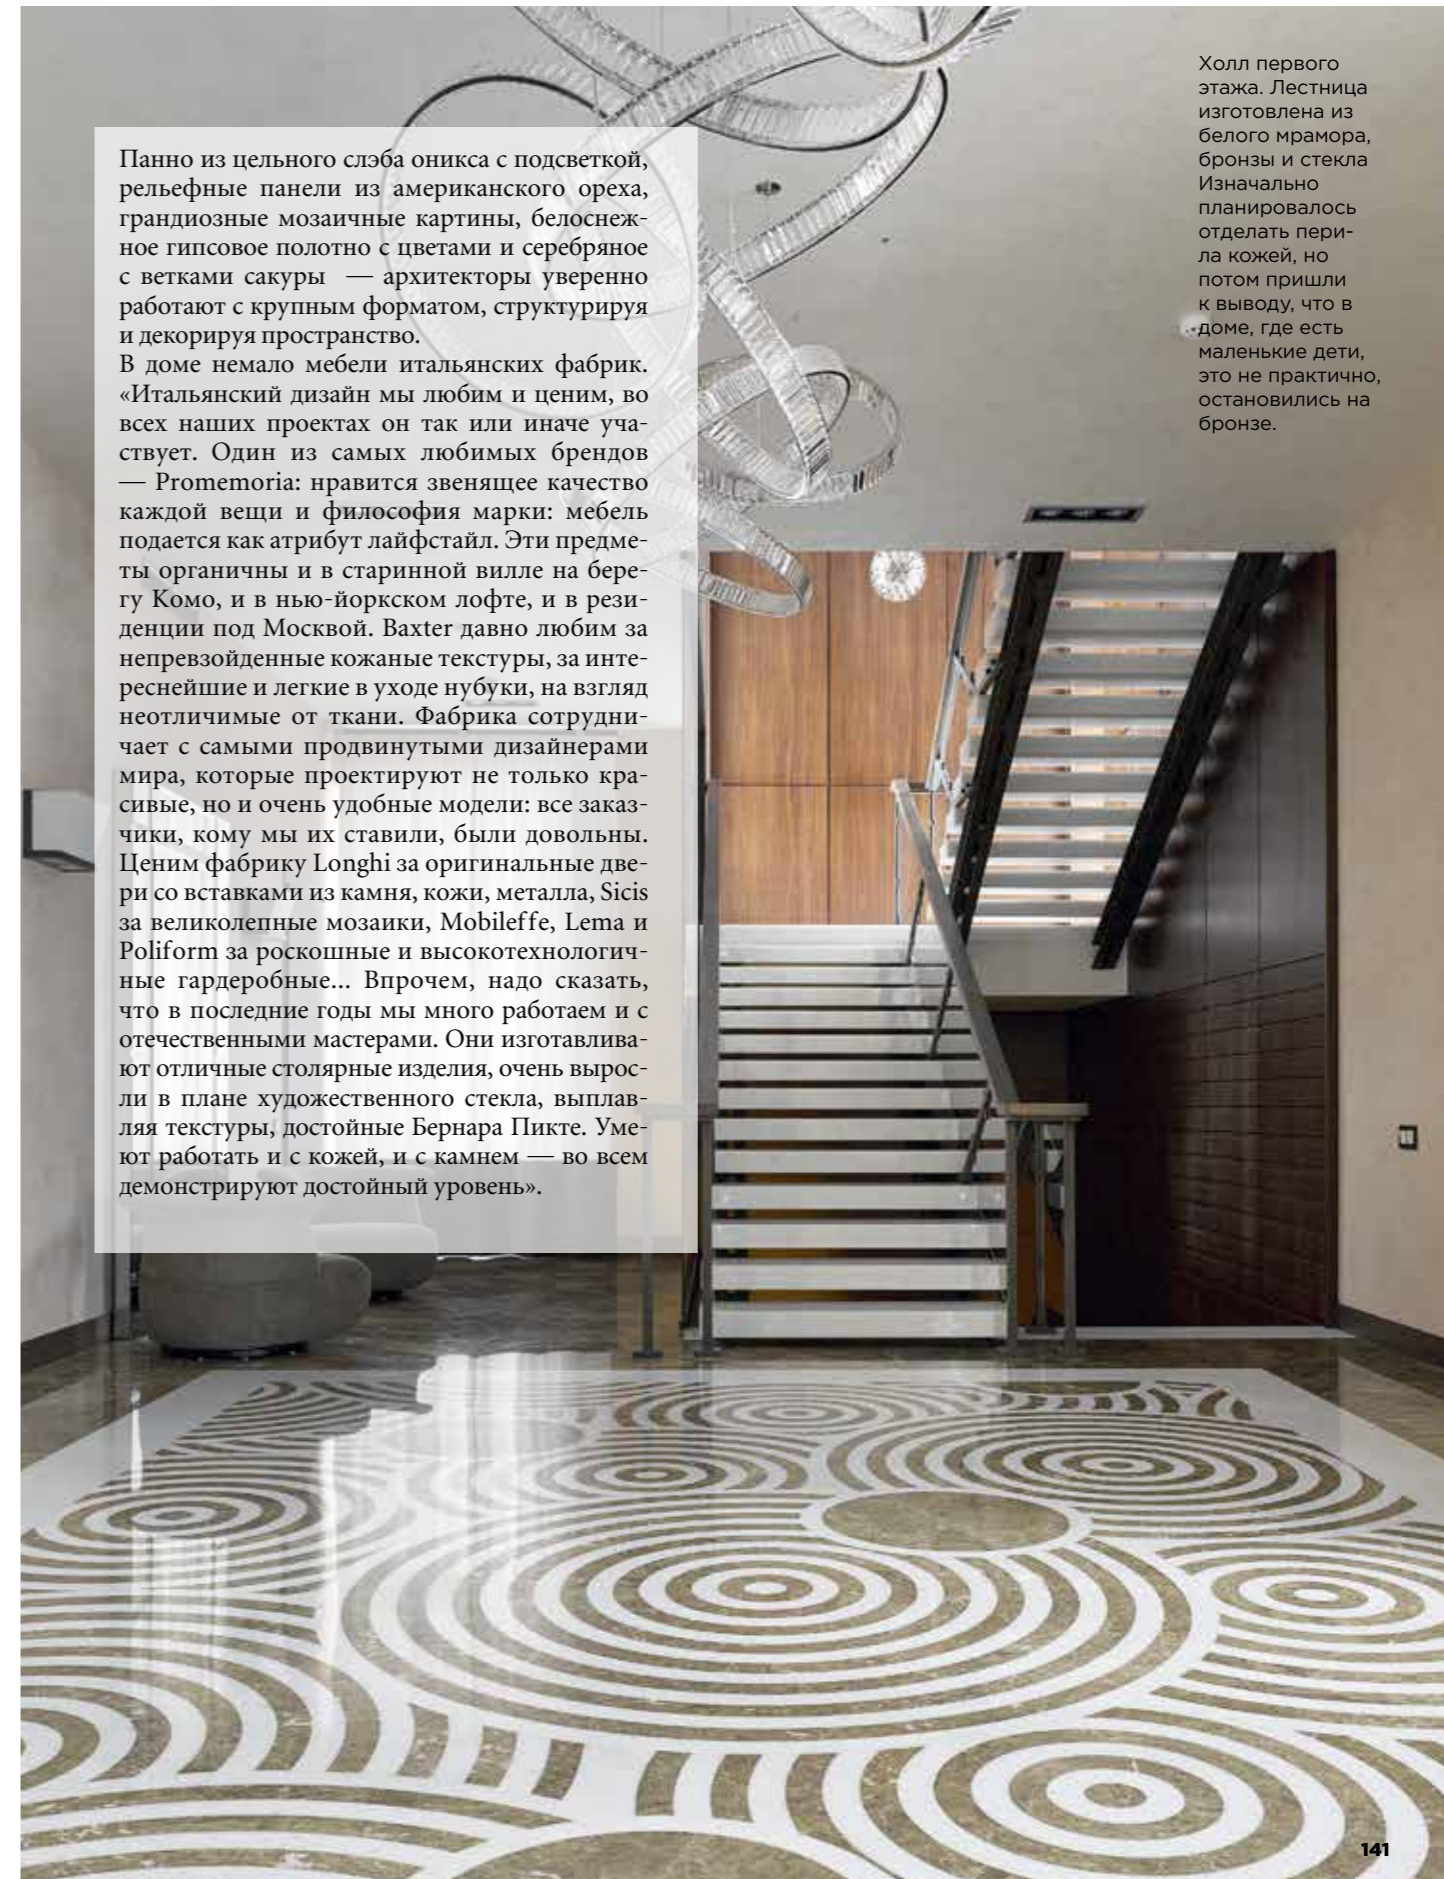 Панно из цельного слэба оникса с подсветкой,
рельефные панели из американского ореха,
грандиозные мозаичные картины, белоснеж-
ное гипсовое полотно с цветами и серебряное
с ветками сакуры — архитекторы уверенно
работают с крупным форматом, структурируя
и декорируя пространство.
В доме немало мебели итальянских фабрик.
«Итальянский дизайн мы любим и ценим, во
всех наших проектах он так или иначе уча-
ствует. Один из самых любимых брендов
— Promemoria: нравится звенящее качество
каждой вещи и философия марки: мебель
подается как атрибут лайфстайл. Эти предме-
ты органичны и в старинной вилле на бере-
гу Комо, и в нью-йоркском лофте, и в рези-
денции под Москвой. Baxter давно любим за
непревзойденные кожаные текстуры, за инте-
реснейшие и легкие в уходе нубуки, на взгляд
неотличимые от ткани. Фабрика сотрудни-
чает с самыми продвинутыми дизайнерами
мира, которые проектируют не только кра-
сивые, но и очень удобные модели: все заказ-
чики, кому мы их ставили, были довольны.
Ценим фабрику Longhi за оригинальные две-
ри со вставками из камня, кожи, металла, Sicis
за великолепные мозаики, Mobileffe, Lema и
Poliform за роскошные и высокотехнологич-
ные гардеробные... Впрочем, надо сказать,
что в последние годы мы много работаем и с
отечественными мастерами. Они изготавлива-
ют отличные столярные изделия, очень вырос-
ли в плане художественного стекла, выплав-
ляя текстуры, достойные Бернара Пикте. Уме-
ют работать и с кожей, и с камнем — во всем
демонстрируют достойный уровень».
Холл первого
этажа. Лестница
изготовлена из
белого мрамора,
бронзы и стекла
Изначально
планировалось
отделать пери-
ла кожей, но
потом пришли
к выводу, что в
доме, где есть
маленькие дети,
это не практично,
остановились на
бронзе.
141